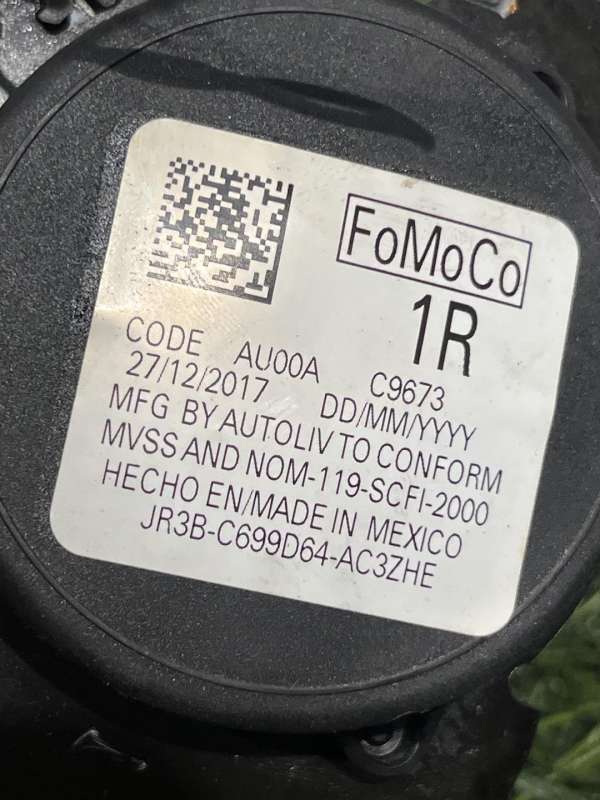 FoMoCo
1R
CODE AU00A C9673
27/12/2017 DD/MM/YYYY
MFG BY AUTOLIV TO CONFORM
MVSS AND NOM-119-SCFI-2000
HECHO EN/MADE IN MEXICO
JR3B-C699D64-AC3ZHE